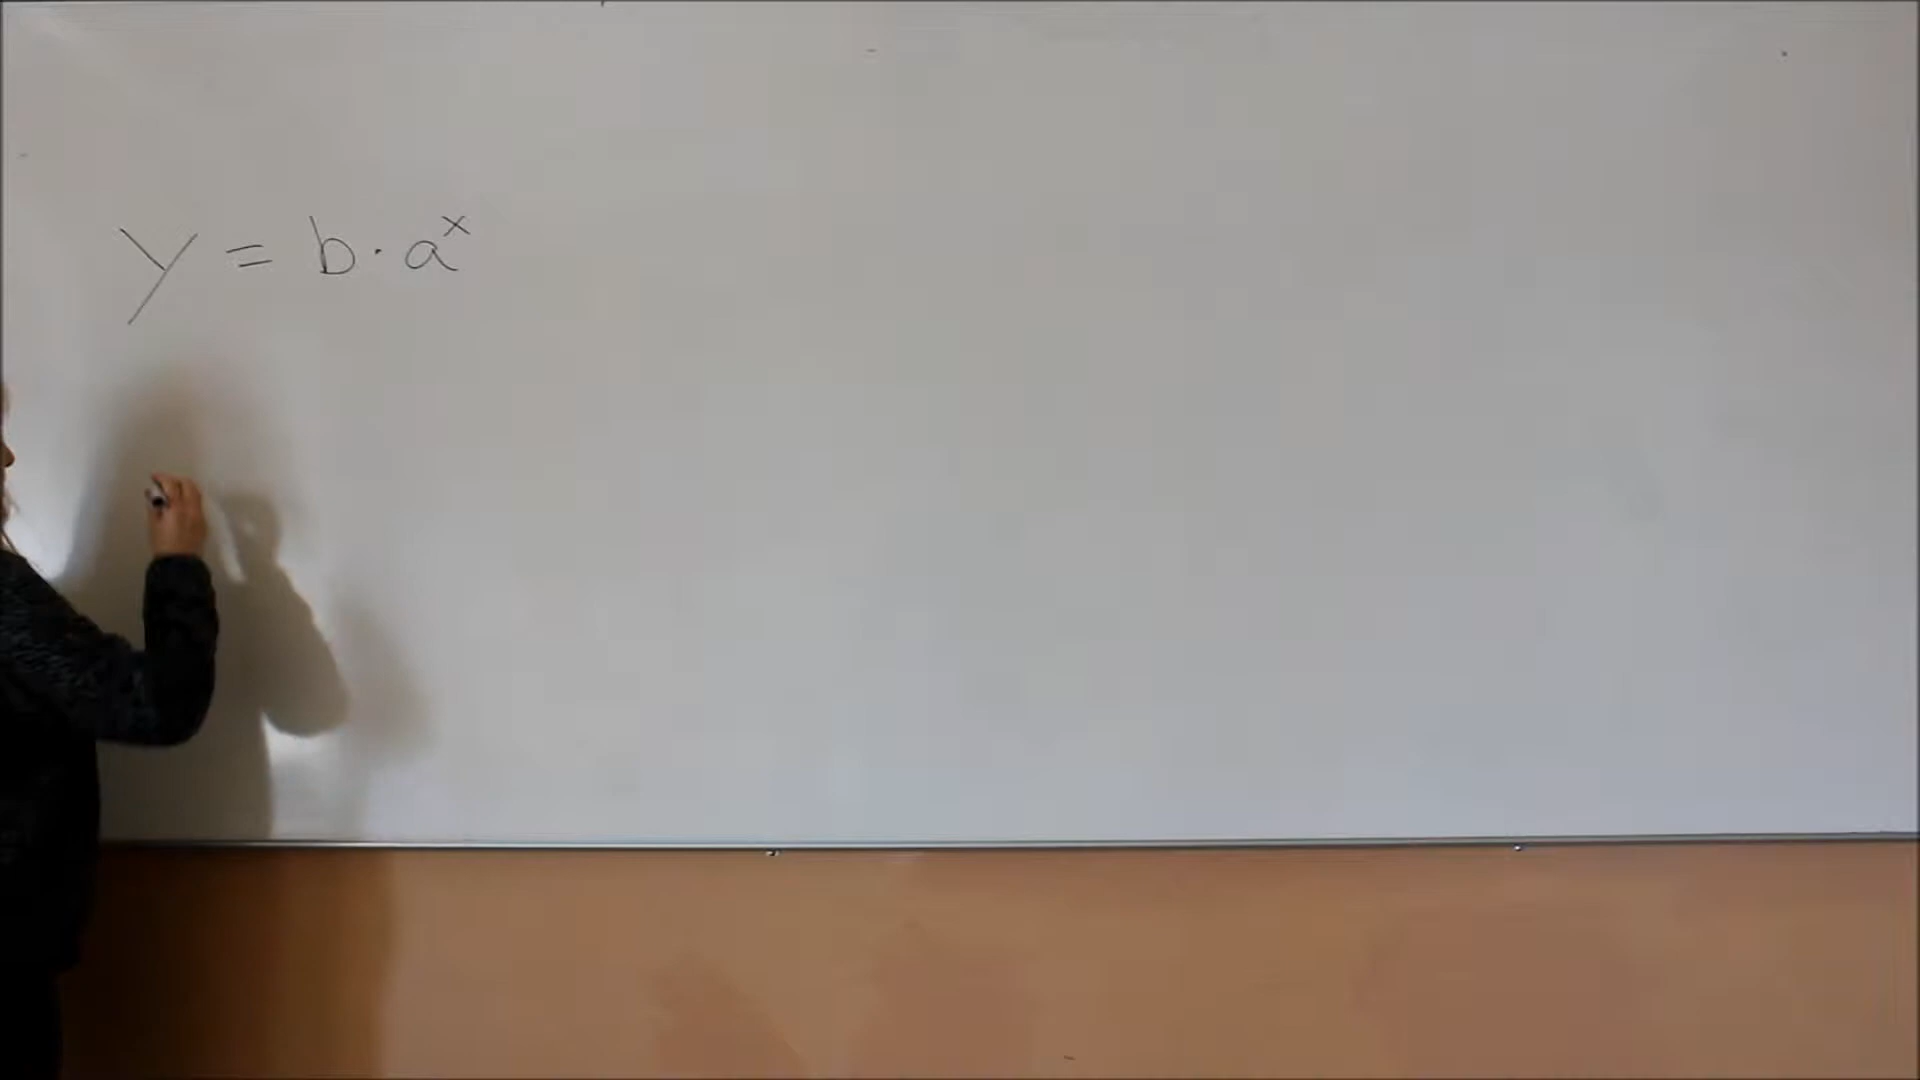 y = b · a^x